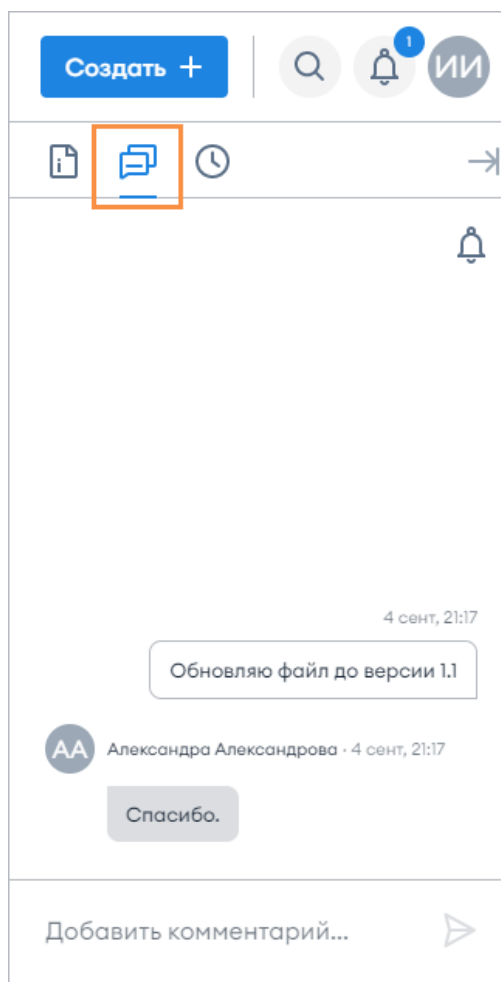 Создать +
1
ИИ
4 сент, 21:17
Обновляю файл до версии 1.1
АА
Александра Александрова · 4 сент, 21:17
Спасибо.
Добавить комментарий...